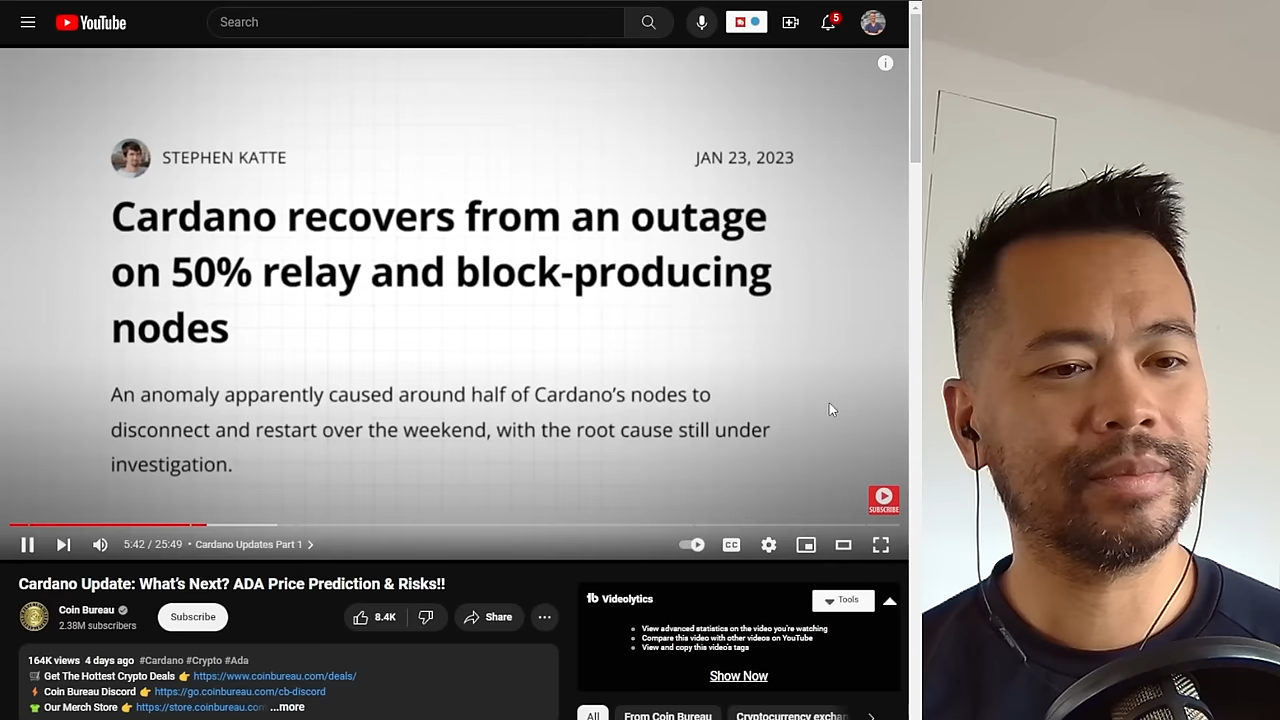 YouTube
Search
5
STEPHEN KATTE
JAN 23, 2023
Cardano recovers from an outage
on 50% relay and block-producing
nodes
An anomaly apparently caused around half of Cardano’s nodes to
disconnect and restart over the weekend, with the root cause still under
investigation.
SUBSCRIBE
5:42 / 25:49 • Cardano Updates Part 1
CC
Cardano Update: What’s Next? ADA Price Prediction & Risks!!
Coin Bureau
2.38M subscribers
Subscribe
8.4K
Share
164K views 4 days ago #Cardano #Crypto #Ada
Get The Hottest Crypto Deals 👉 https://www.coinbureau.com/deals/
Coin Bureau Discord 👉 https://go.coinbureau.com/cb-discord
Our Merch Store 👉 https://store.coinbureau.com ...more
Videolytics
Tools
View advanced statistics on the video you're watching
Compare this video with other videos on YouTube
View and copy this video's tags
Show Now
All
From Coin Bureau
Cryptocurrency exchan